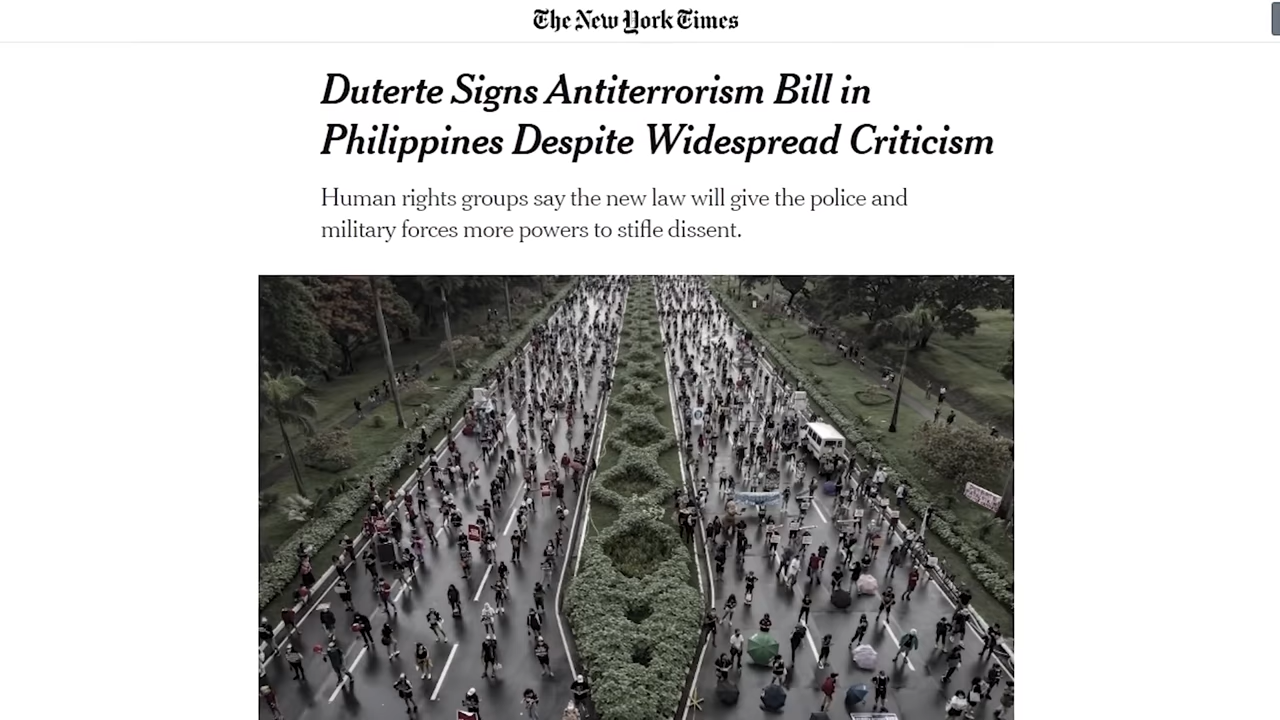 The New York Times
Duterte Signs Antiterrorism Bill in
Philippines Despite Widespread Criticism
Human rights groups say the new law will give the police and
military forces more powers to stifle dissent.